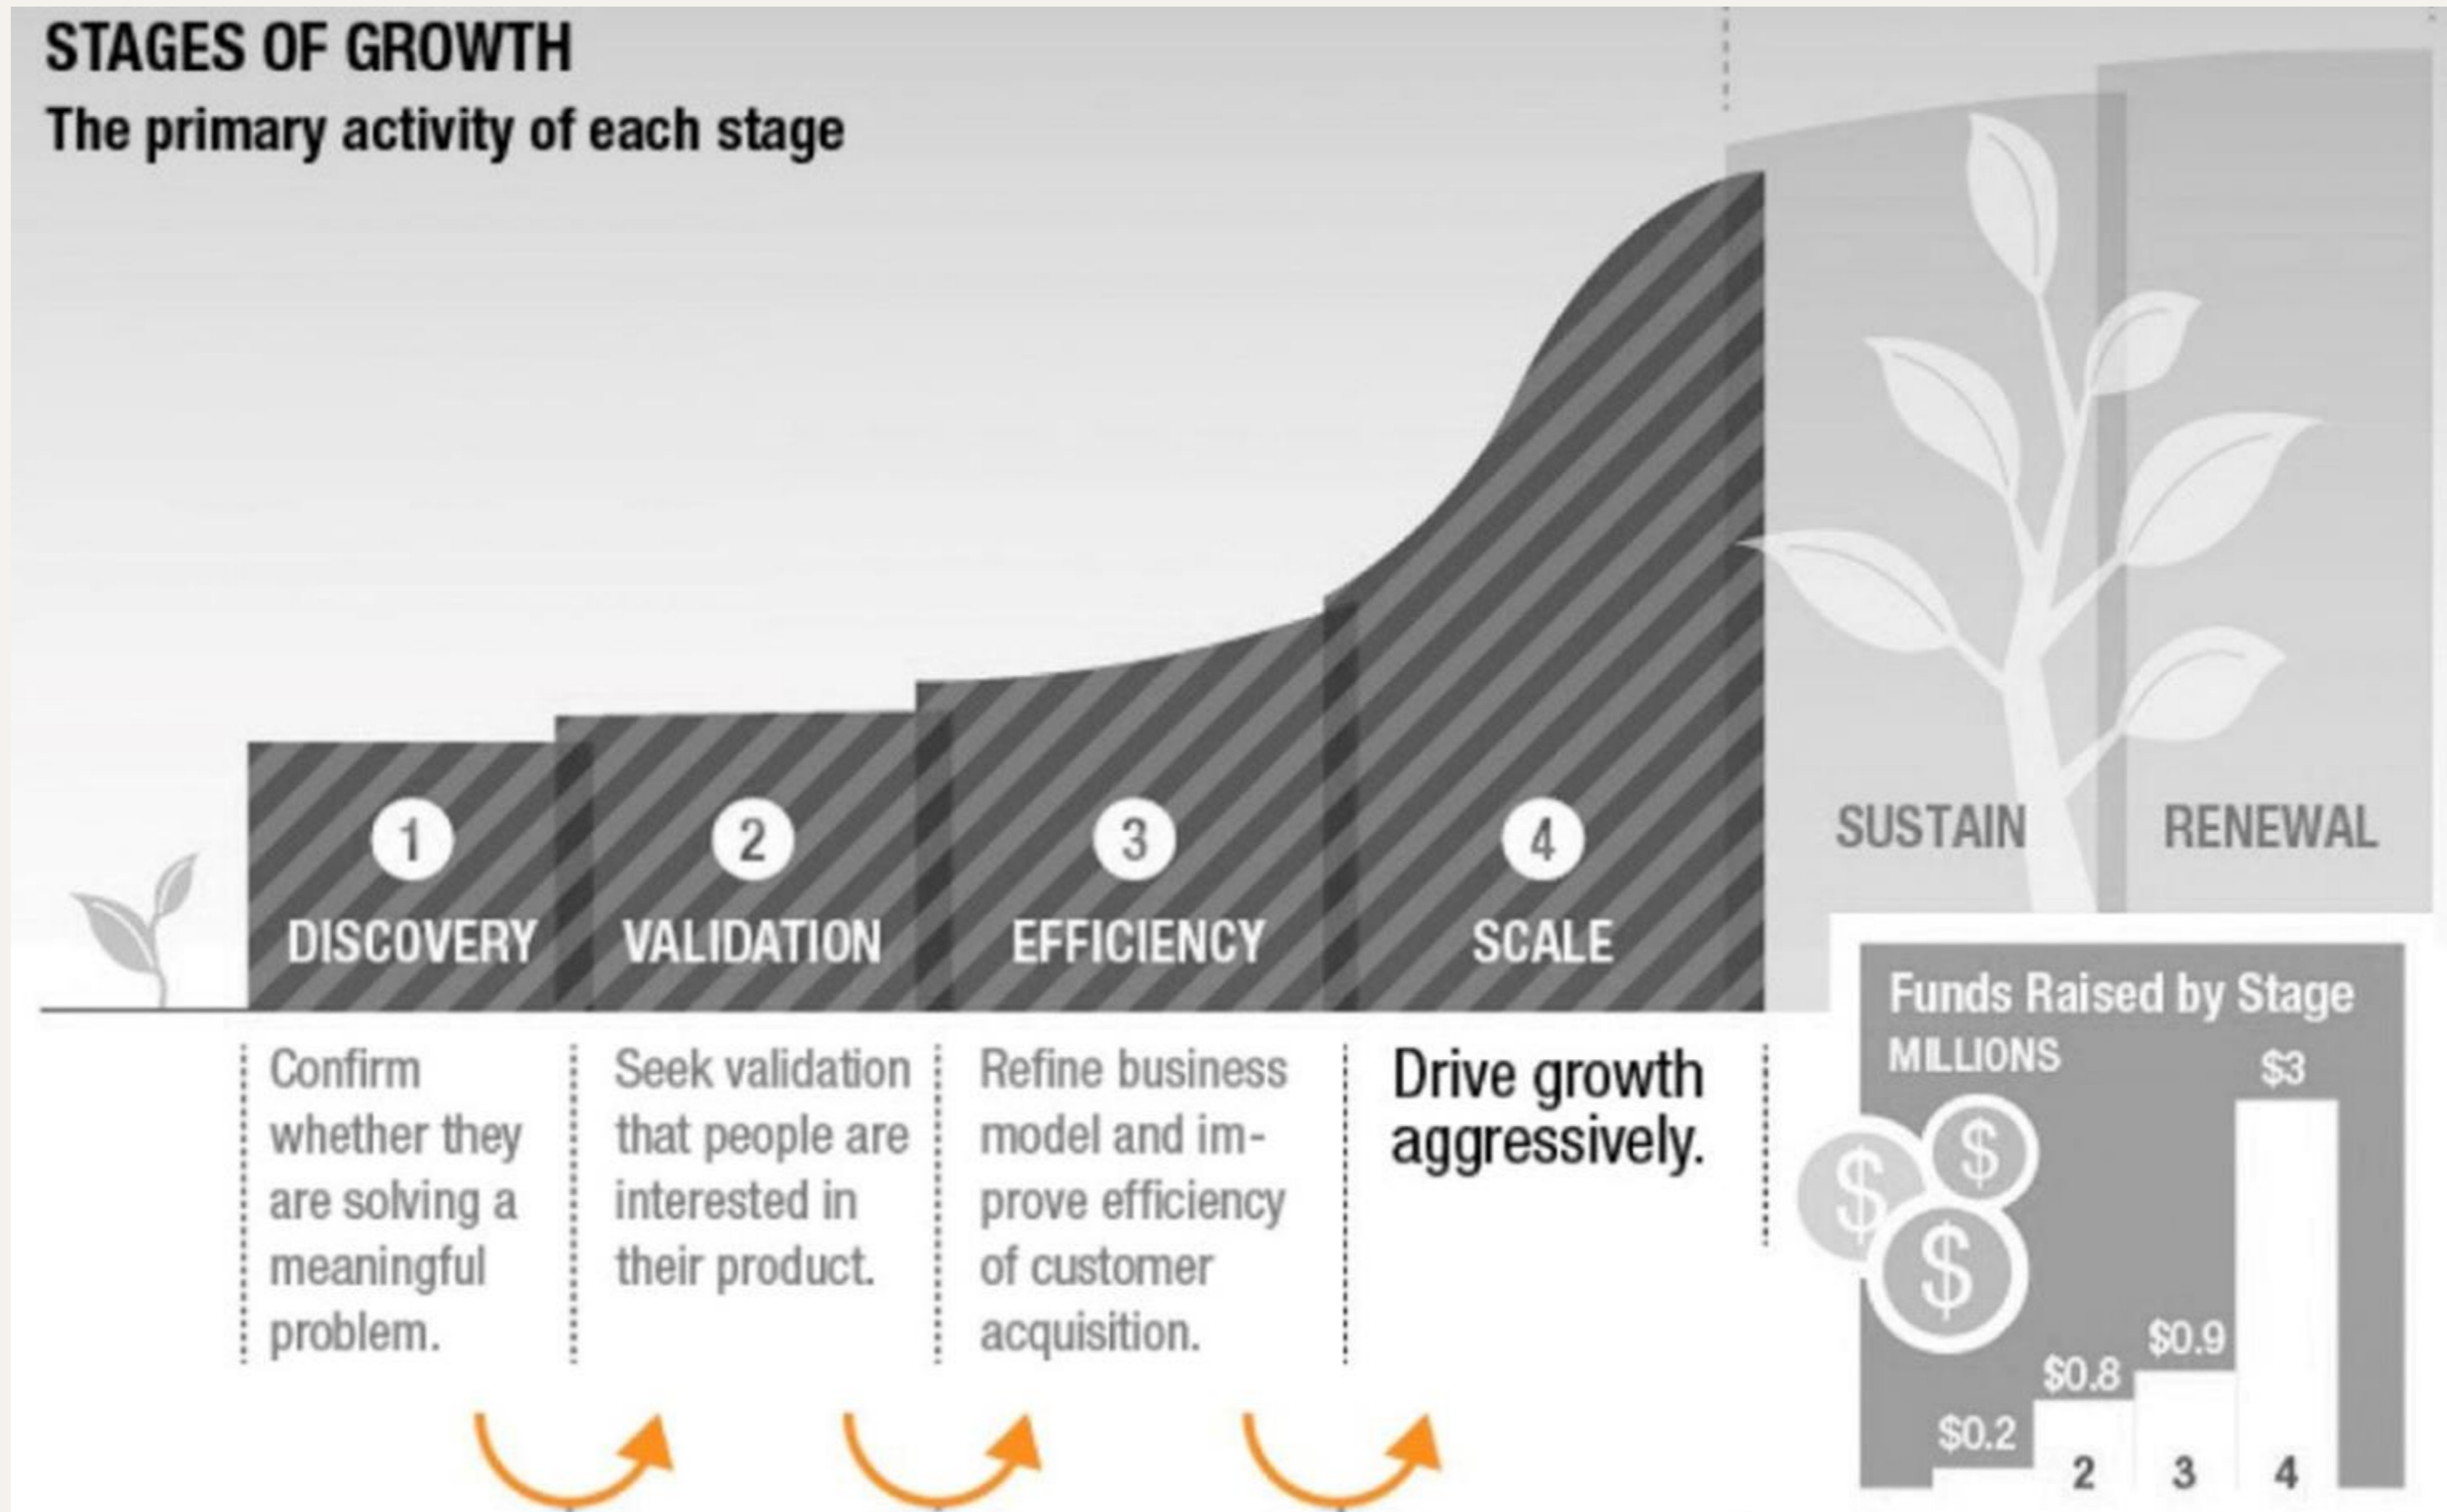 STAGES OF GROWTH
The primary activity of each stage
1
DISCOVERY
2
VALIDATION
3
EFFICIENCY
4
SCALE
SUSTAIN
RENEWAL
Confirm
whether they
are solving a
meaningful
problem.
Seek validation
that people are
interested in
their product.
Refine business
model and im-
prove efficiency
of customer
acquisition.
Drive growth
aggressively.
Funds Raised by Stage
MILLIONS
$
$
$
$0.2
$0.8
$0.9
$3
2
3
4